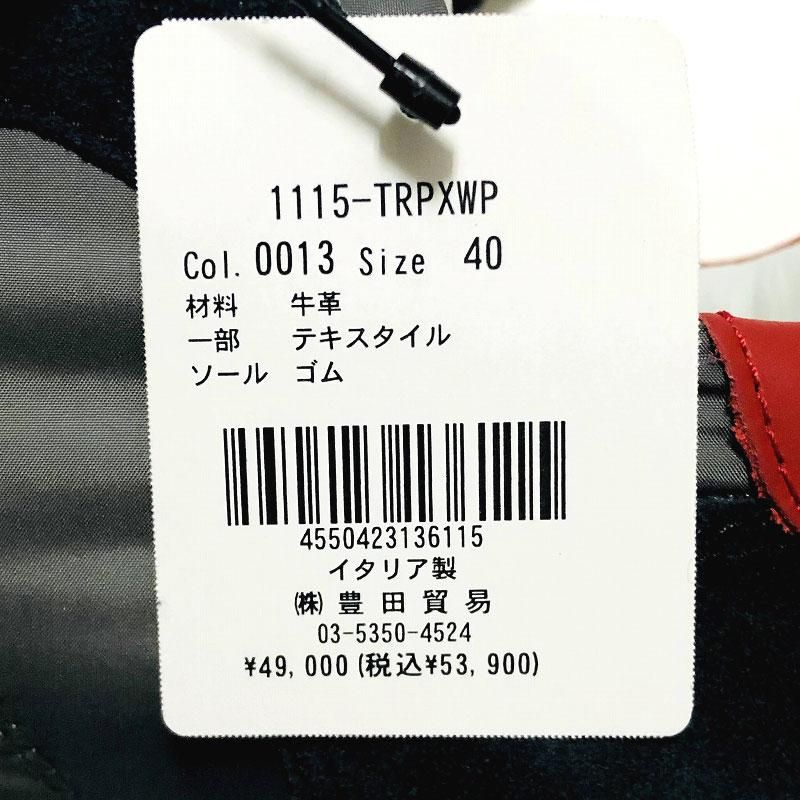 1115-TRPXWP
Col. 0013 Size 40
材料 牛革
一部 テキスタイル
ソール ゴム
4550423136115
イタリア製
㈱ 豊田貿易
03-5350-4524
¥49,000(税込¥53,900)